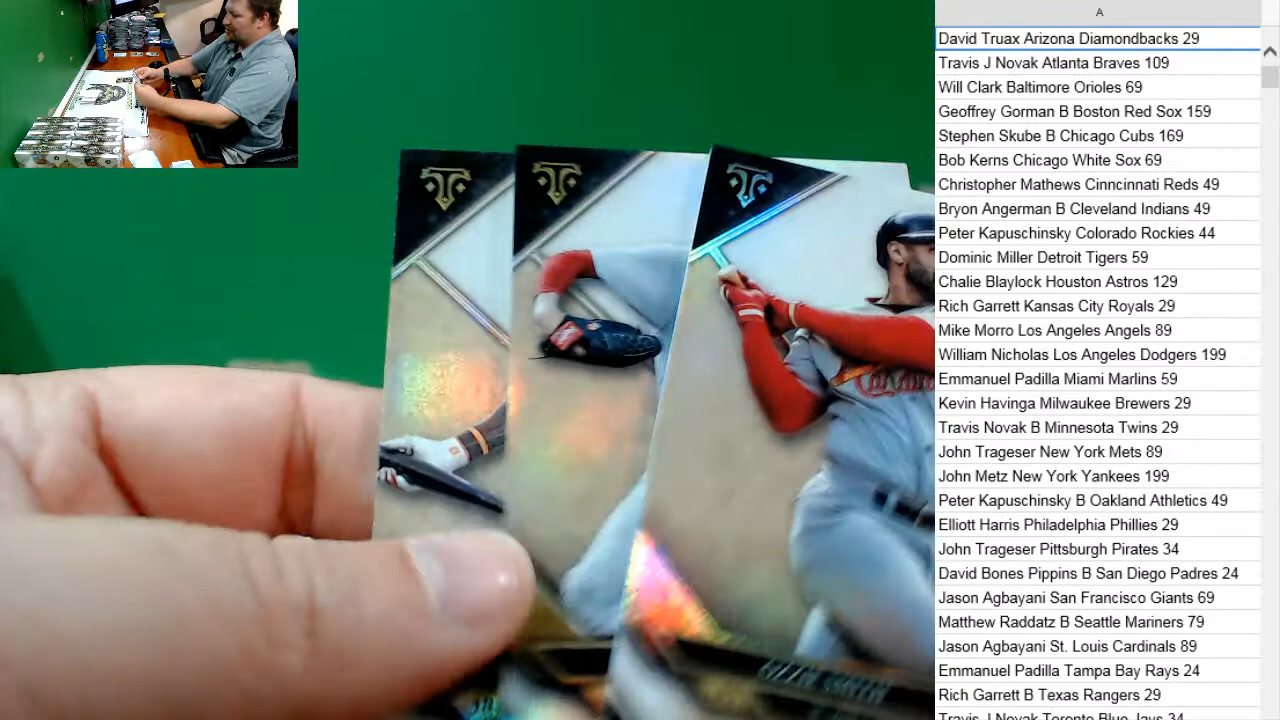 A
David Truax Arizona Diamondbacks 29
Travis J Novak Atlanta Braves 109
Will Clark Baltimore Orioles 69
Geoffrey Gorman B Boston Red Sox 159
Stephen Skube B Chicago Cubs 169
Bob Kerns Chicago White Sox 69
Christopher Mathews Cinncinnati Reds 49
Bryon Angerman B Cleveland Indians 49
Peter Kapuschinsky Colorado Rockies 44
Dominic Miller Detroit Tigers 59
Chalie Blaylock Houston Astros 129
Rich Garrett Kansas City Royals 29
Mike Morro Los Angeles Angels 89
William Nicholas Los Angeles Dodgers 199
Emmanuel Padilla Miami Marlins 59
Kevin Havinga Milwaukee Brewers 29
Travis Novak B Minnesota Twins 29
John Trageser New York Mets 89
John Metz New York Yankees 199
Peter Kapuschinsky B Oakland Athletics 49
Elliott Harris Philadelphia Phillies 29
John Trageser Pittsburgh Pirates 34
David Bones Pippins B San Diego Padres 24
Jason Agbayani San Francisco Giants 69
Matthew Raddatz B Seattle Mariners 79
Jason Agbayani St. Louis Cardinals 89
Emmanuel Padilla Tampa Bay Rays 24
Rich Garrett B Texas Rangers 29
Travis J Novak Toronto Blue Jays 34